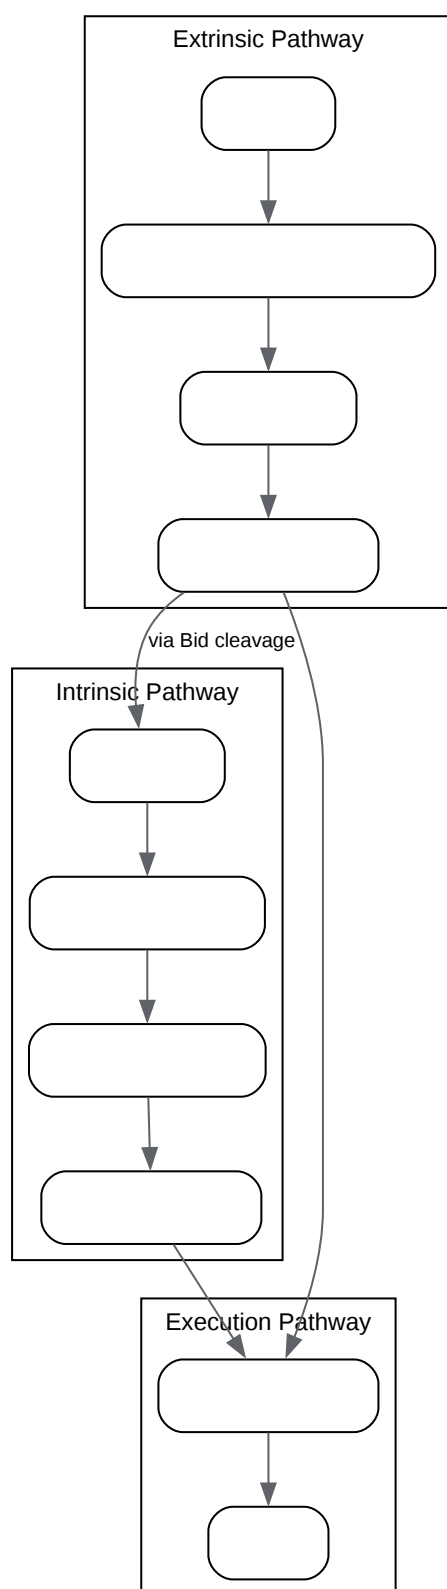 Extrinsic Pathway
via Bid cleavage
Intrinsic Pathway
Execution Pathway